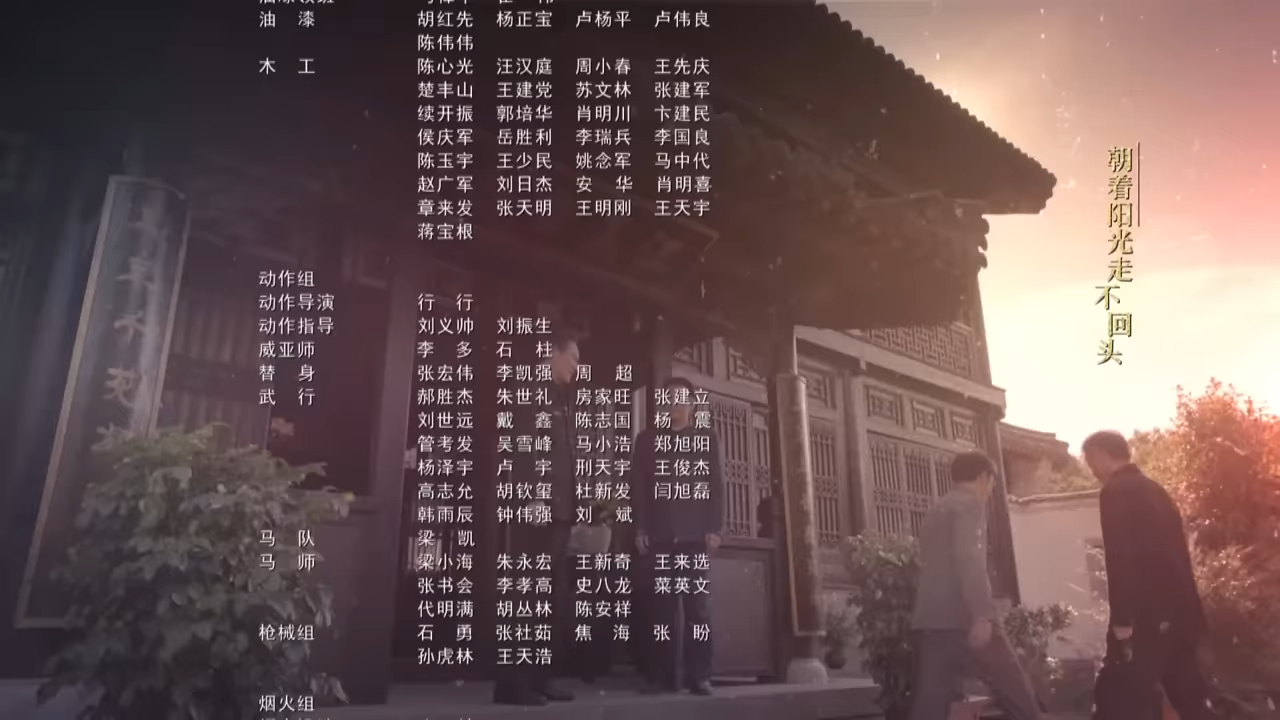 油　漆　胡红先　杨正宝　卢杨平　卢伟良
陈伟伟
木　工　陈心光　汪汉庭　周小春　王先庆
楚丰山　王建党　苏文林　张建军
续开振　郭培华　肖明川　卞建民
侯庆军　岳胜利　李瑞兵　李国良
陈玉宇　王少民　姚念军　马中代
赵广军　刘日杰　安　华　肖明喜
章来发　张天明　王明刚　王天宇
蒋宝根
动作组
动作导演　行　行
动作指导　刘义帅　刘振生
威亚师　李　多　石　柱
替　身　张宏伟　李凯强　周　超
武　行　郝胜杰　朱世礼　房家旺　张建立
刘世远　戴　鑫　陈志国　杨　震
管考发　吴雪峰　马小浩　郑旭阳
杨泽宇　卢　宇　刑天宇　王俊杰
高志允　胡钦玺　杜新发　闫旭磊
韩雨辰　钟伟强　刘　斌
马　队　梁　凯
马　师　梁小海　朱永宏　王新奇　王来选
张书会　李孝高　史八龙　菜英文
代明满　胡丛林　陈安祥
枪械组　石　勇　张社茹　焦　海　张　盼
孙虎林　王天浩
烟火组
朝着阳光走不回头